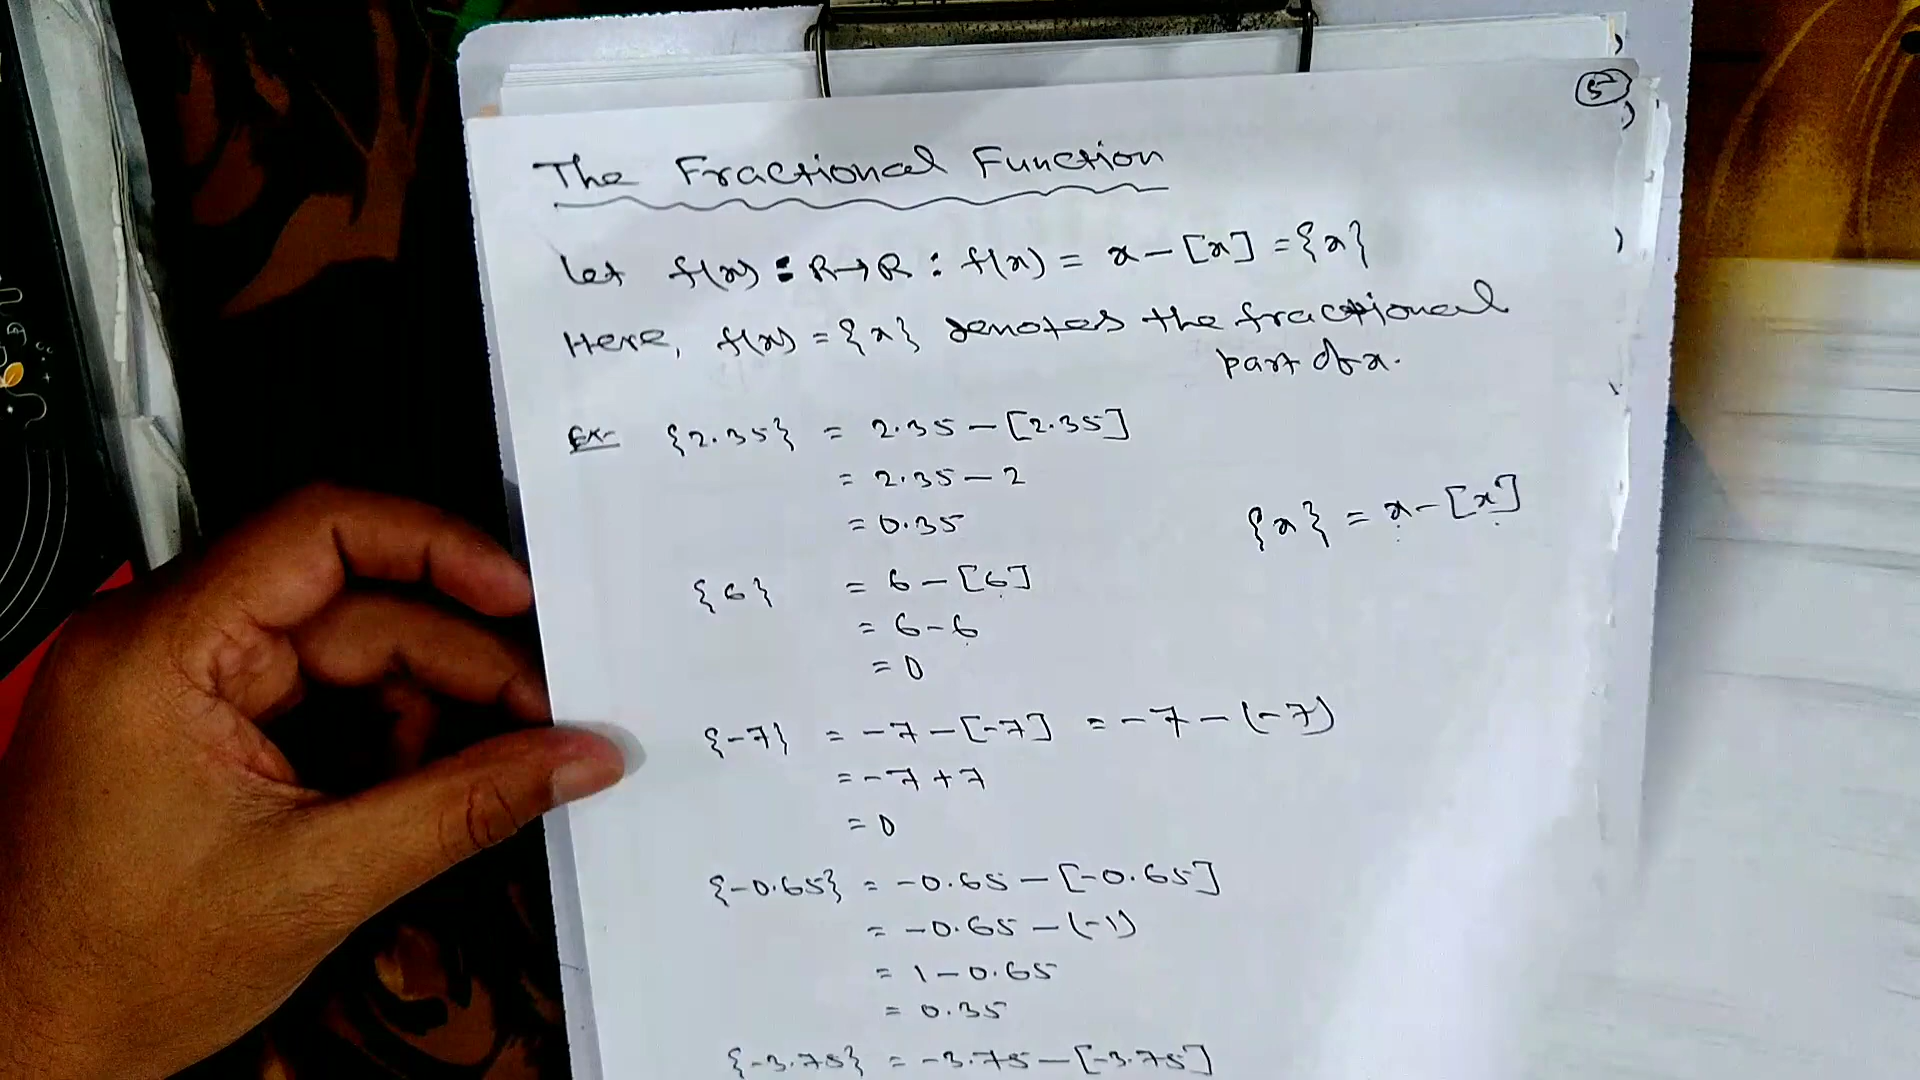 5
The Fractional Function
Let f(x) : R→R : f(x) = x - [x] = {x}
Here, f(x) = {x} denotes the fractional
part of x.
Ex- {2.35} = 2.35 - [2.35]
= 2.35 - 2
= 0.35
{x} = x - [x]
{6} = 6 - [6]
= 6 - 6
= 0
{-7} = -7 - [-7] = -7 - (-7)
= -7 + 7
= 0
{-0.65} = -0.65 - [-0.65]
= -0.65 - (-1)
= 1 - 0.65
= 0.35
{-3.75} = -3.75 - [-3.75]